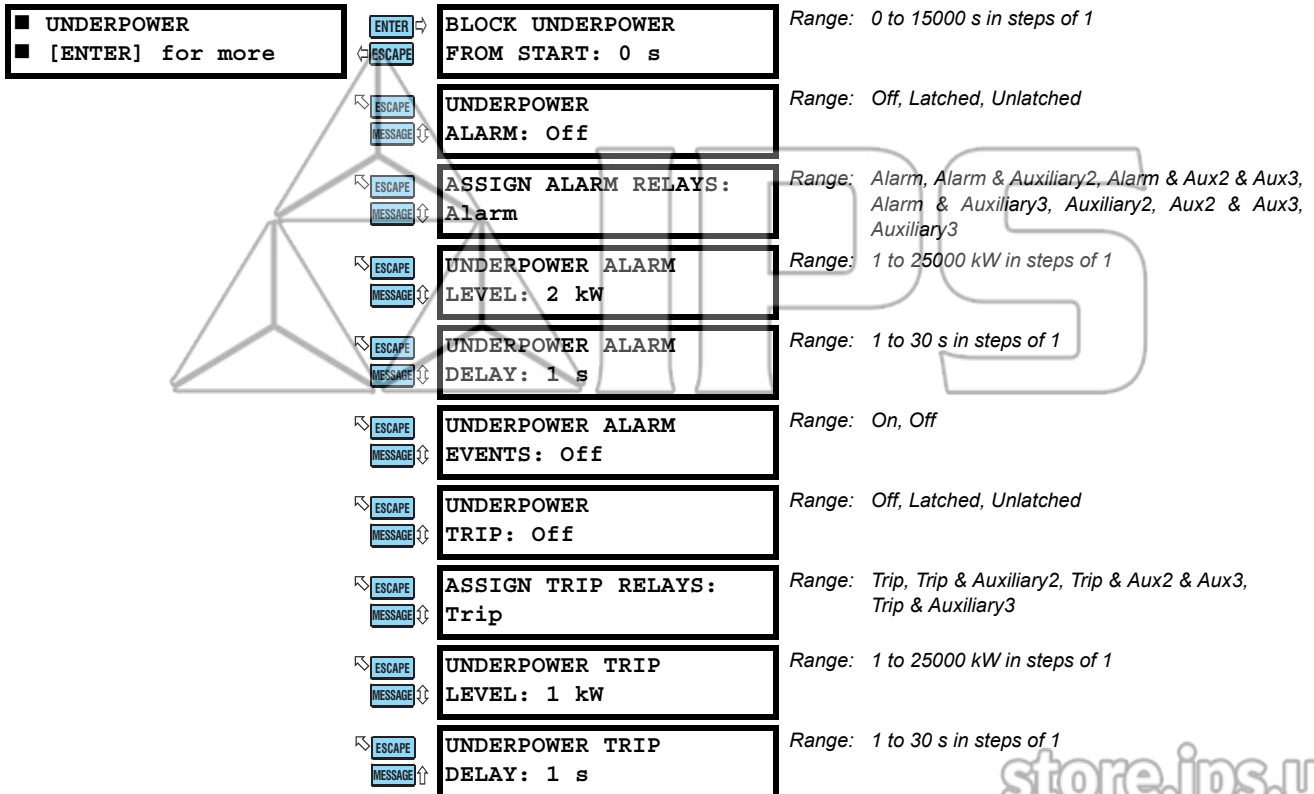 ■ UNDERPOWER
■ [ENTER] for more
ENTER
ESCAPE
BLOCK UNDERPOWER
FROM START: 0 s
Range: 0 to 15000 s in steps of 1
ESCAPE
MESSAGE
UNDERPOWER
ALARM: Off
Range: Off, Latched, Unlatched
ESCAPE
MESSAGE
ASSIGN ALARM RELAYS:
Alarm
Range: Alarm, Alarm & Auxiliary2, Alarm & Aux2 & Aux3,
Alarm & Auxiliary3, Auxiliary2, Aux2 & Aux3,
Auxiliary3
ESCAPE
MESSAGE
UNDERPOWER ALARM
LEVEL: 2 kW
Range: 1 to 25000 kW in steps of 1
ESCAPE
MESSAGE
UNDERPOWER ALARM
DELAY: 1 s
Range: 1 to 30 s in steps of 1
ESCAPE
MESSAGE
UNDERPOWER ALARM
EVENTS: Off
Range: On, Off
ESCAPE
MESSAGE
UNDERPOWER
TRIP: Off
Range: Off, Latched, Unlatched
ESCAPE
MESSAGE
ASSIGN TRIP RELAYS:
Trip
Range: Trip, Trip & Auxiliary2, Trip & Aux2 & Aux3,
Trip & Auxiliary3
ESCAPE
MESSAGE
UNDERPOWER TRIP
LEVEL: 1 kW
Range: 1 to 25000 kW in steps of 1
ESCAPE
MESSAGE
UNDERPOWER TRIP
DELAY: 1 s
Range: 1 to 30 s in steps of 1
IPS
store.ips.u